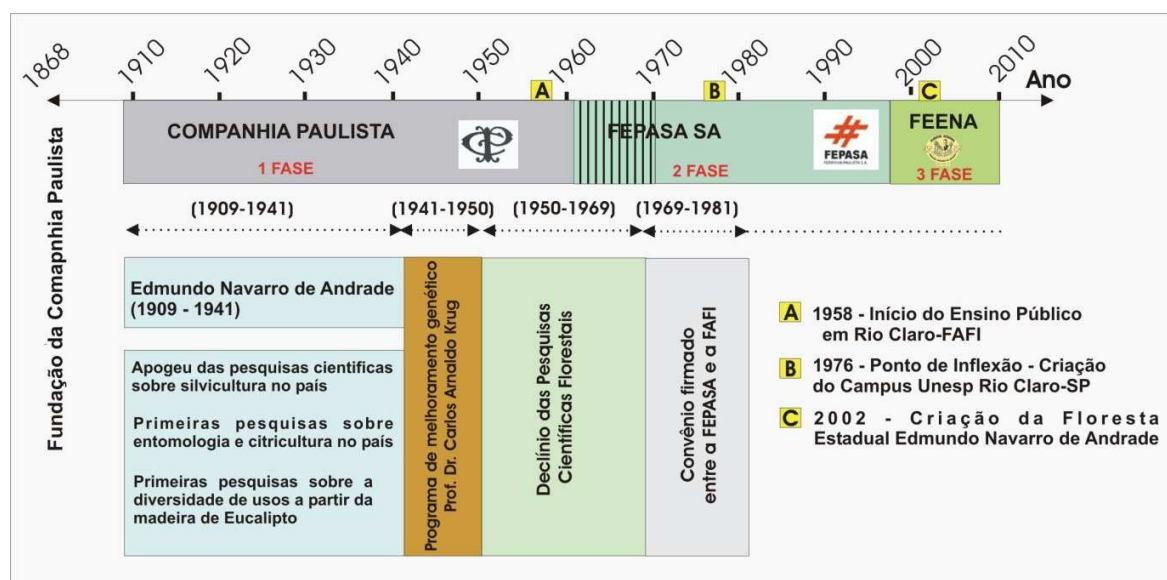 1868
1910
1920
1930
1940
1950
1960
1970
1980
1990
2000
2010
Ano
A
B
C
Fundação da Comapnhia Paulista
COMPANHIA PAULISTA
1 FASE
CP
FEPASA SA
2 FASE
FEPASA
FEENA
3 FASE
(1909-1941)
(1941-1950)
(1950-1969)
(1969-1981)
Edmundo Navarro de Andrade
(1909 - 1941)
Apogeu das pesquisas cientificas
sobre silvicultura no país
Primeiras pesquisas sobre
entomologia e citricultura no país
Primeiras pesquisas sobre a
diversidade de usos a partir da
madeira de Eucalipto
Programa de melhoramento genético
Prof. Dr. Carlos Arnaldo Krug
Declínio das Pesquisas
Científicas Florestais
Convênio firmado
entre a FEPASA e a FAFI
A 1958 - Início do Ensino Público
em Rio Claro-FAFI
B 1976 - Ponto de Inflexão - Criação
do Campus Unesp Rio Claro-SP
C 2002 - Criação da Floresta
Estadual Edmundo Navarro de Andrade